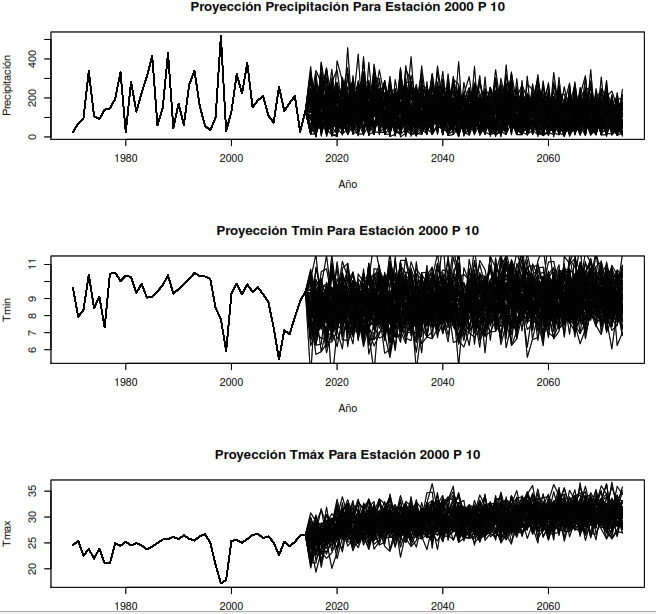 Proyección Precipitación Para Estación 2000 P 10
Precipitación
0 200 400
1980 2000 2020 2040 2060
Año
Proyección Tmin Para Estación 2000 P 10
Tmin
6 7 8 9 11
1980 2000 2020 2040 2060
Año
Proyección Tmáx Para Estación 2000 P 10
Tmax
20 25 30 35
1980 2000 2020 2040 2060